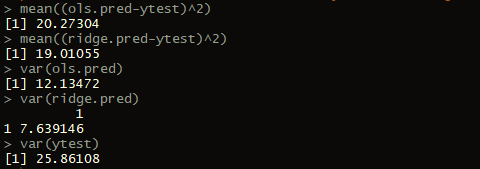 > mean((ols.pred-ytest)^2)
[1] 20.27304
> mean((ridge.pred-ytest)^2)
[1] 19.01055
> var(ols.pred)
[1] 12.13472
> var(ridge.pred)
1
1 7.639146
> var(ytest)
[1] 25.86108